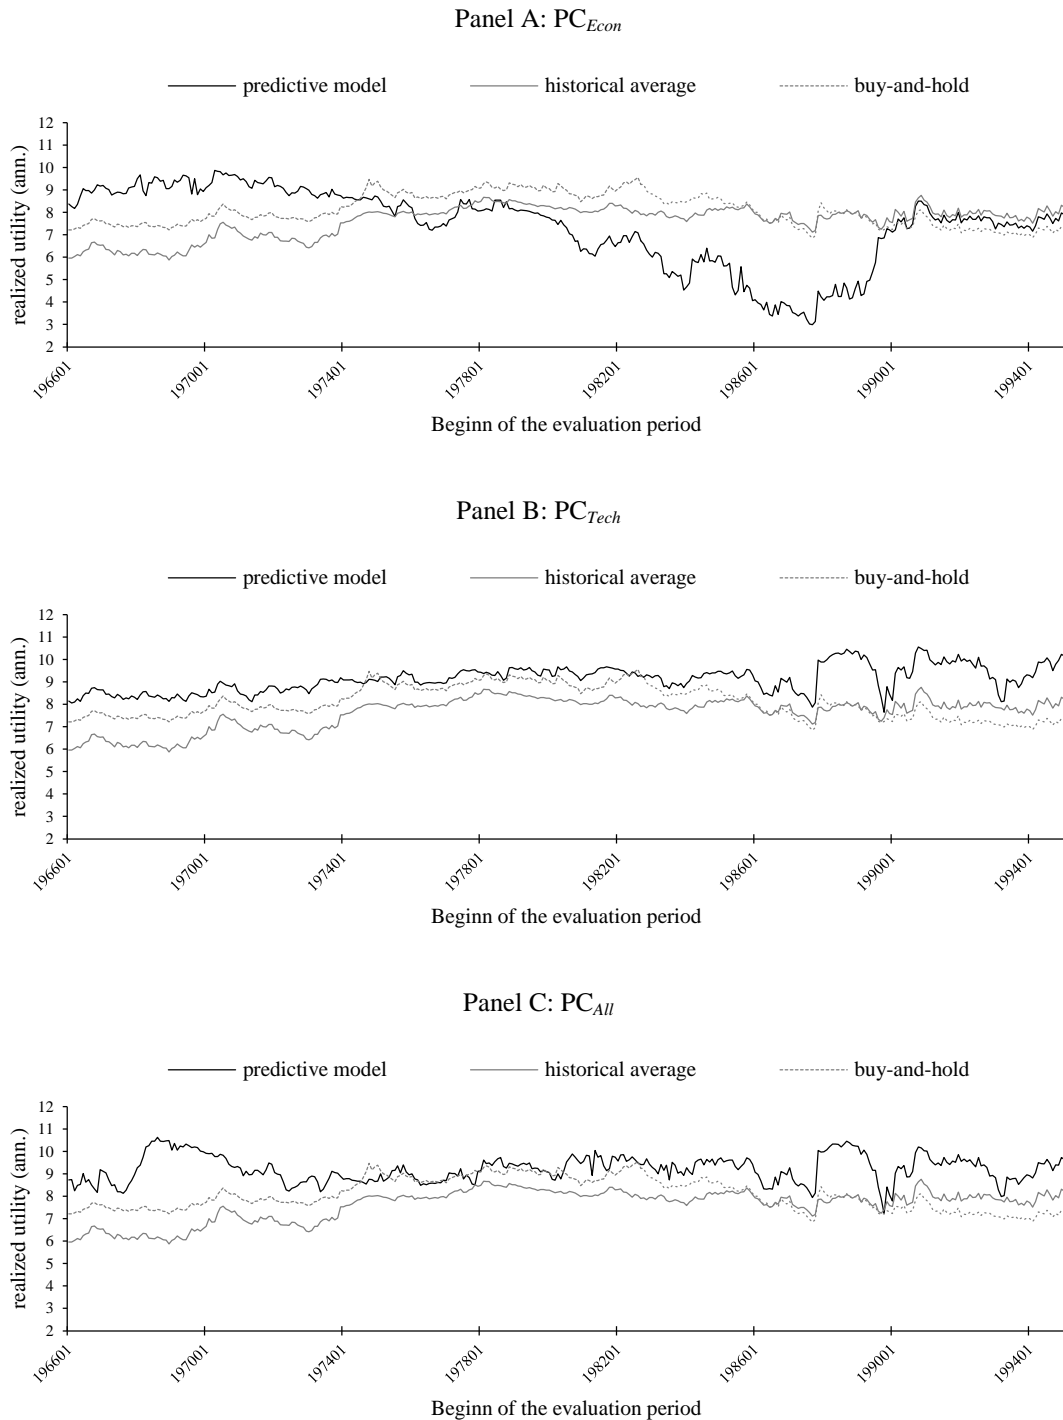 Panel A: PCEcon
predictive model historical average buy-and-hold
realized utility (ann.)
12
11
10
9
8
7
6
5
4
3
2
196601 197001 197401 197801 198201 198601 199001 199401
Beginn of the evaluation period
Panel B: PCTech
predictive model historical average buy-and-hold
realized utility (ann.)
12
11
10
9
8
7
6
5
4
3
2
196601 197001 197401 197801 198201 198601 199001 199401
Beginn of the evaluation period
Panel C: PCAll
predictive model historical average buy-and-hold
realized utility (ann.)
12
11
10
9
8
7
6
5
4
3
2
196601 197001 197401 197801 198201 198601 199001 199401
Beginn of the evaluation period